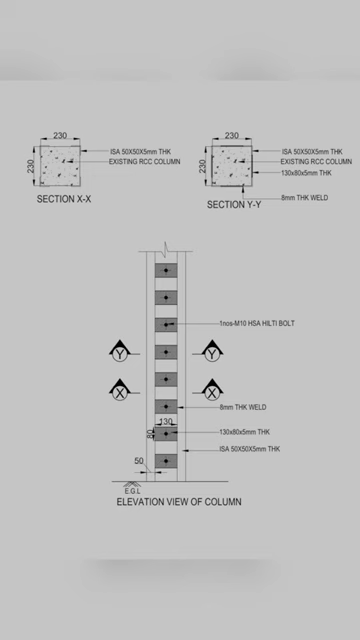 230
230
ISA 50X50X5mm THK
EXISTING RCC COLUMN
SECTION X-X
230
230
ISA 50X50X5mm THK
EXISTING RCC COLUMN
130x80x5mm THK
8mm THK WELD
SECTION Y-Y
1nos-M10 HSA HILTI BOLT
Y
Y
X
X
8mm THK WELD
130
80
130x80x5mm THK
ISA 50X50X5mm THK
50
E.G.L
ELEVATION VIEW OF COLUMN